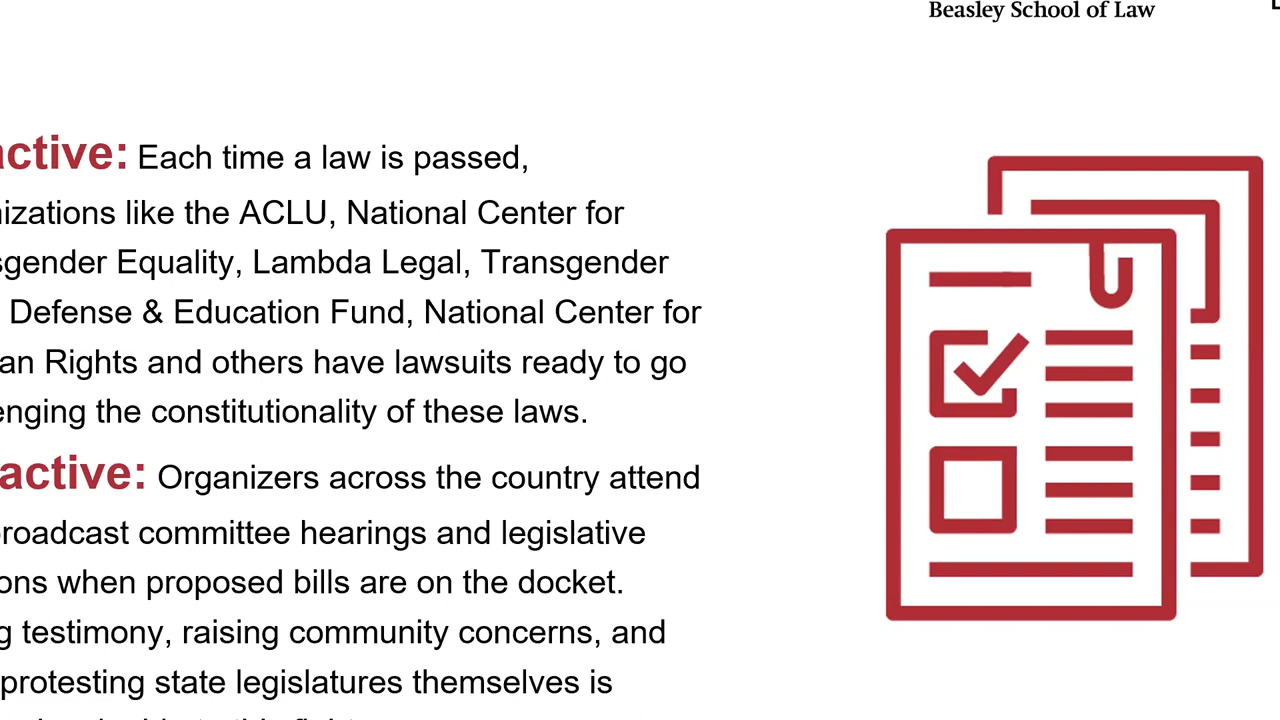 Beasley School of Law
active: Each time a law is passed,
nizations like the ACLU, National Center for
sgender Equality, Lambda Legal, Transgender
Defense & Education Fund, National Center for
an Rights and others have lawsuits ready to go
enging the constitutionality of these laws.
active: Organizers across the country attend
broadcast committee hearings and legislative
ons when proposed bills are on the docket.
g testimony, raising community concerns, and
protesting state legislatures themselves is